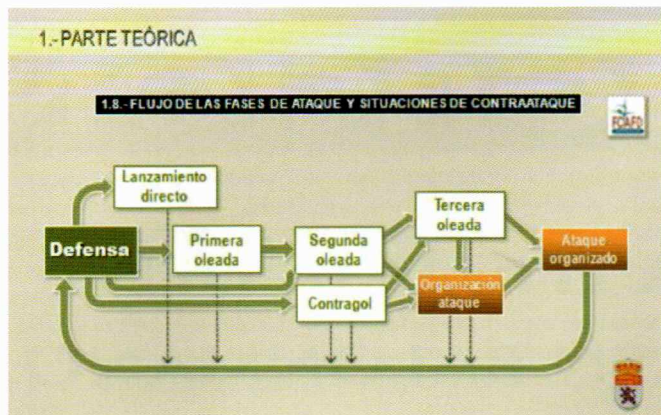 1.-PARTE TEÓRICA
1.8.- FLUJO DE LAS FASES DE ATAQUE Y SITUACIONES DE CONTRAATAQUE
FCAFD
Lanzamiento
directo
Defensa
Primera
oleada
Segunda
oleada
Contragol
Tercera
oleada
Organización
ataque
Ataque
organizado